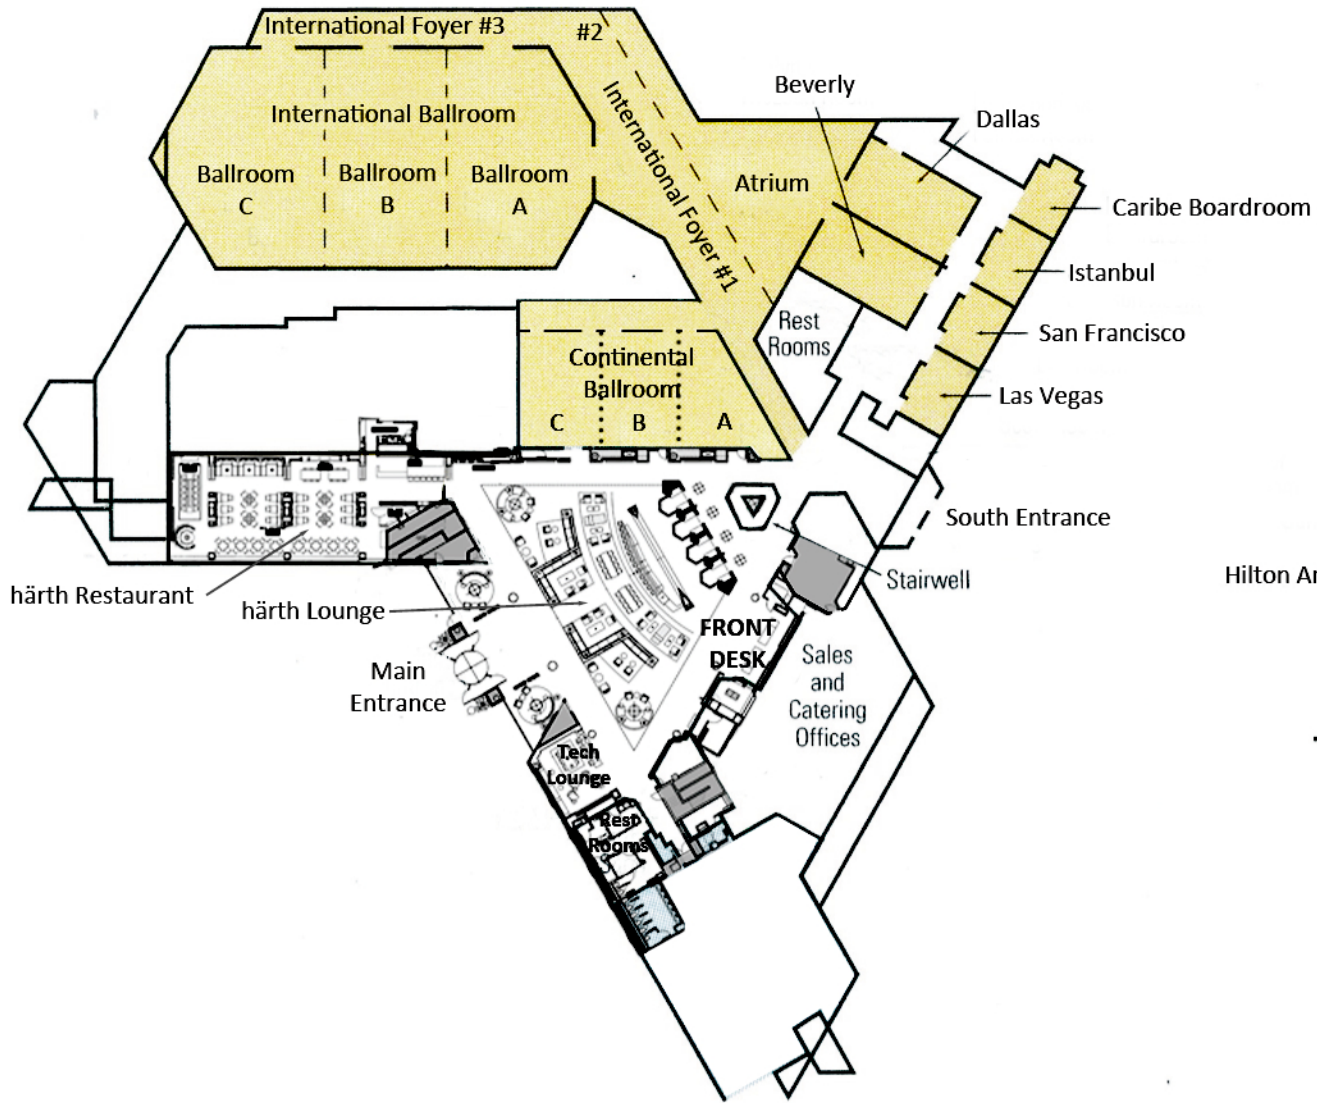 International Foyer #3
#2
Beverly
Dallas
International Ballroom
International Foyer #1
Ballroom
C
Ballroom
B
Ballroom
A
Atrium
Caribe Boardroom
Istanbul
San Francisco
Las Vegas
Rest
Rooms
Continental
Ballroom
C
B
A
South Entrance
Stairwell
härth Restaurant
härth Lounge
Hilton Ar
FRONT
DESK
Main
Entrance
Sales
and
Catering
Offices
Tech
Lounge
Rest
Rooms